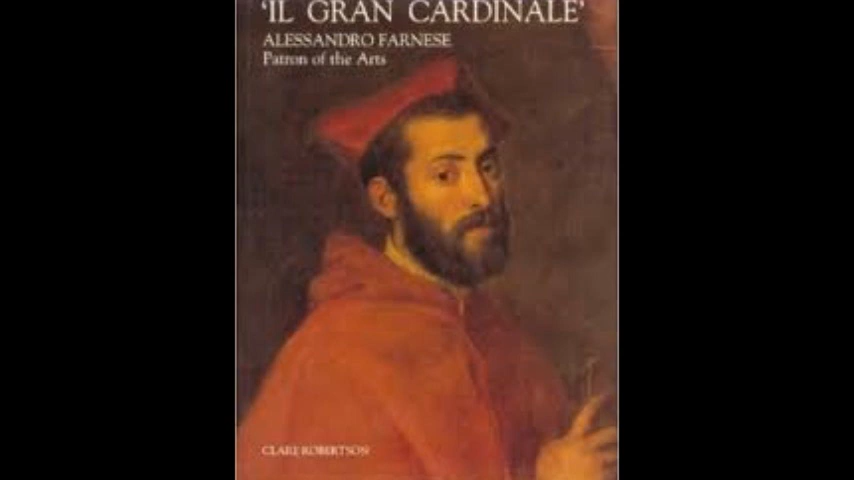 'IL GRAN CARDINALE'
ALESSANDRO FARNESE
Patron of the Arts
CLARE ROBERTSON